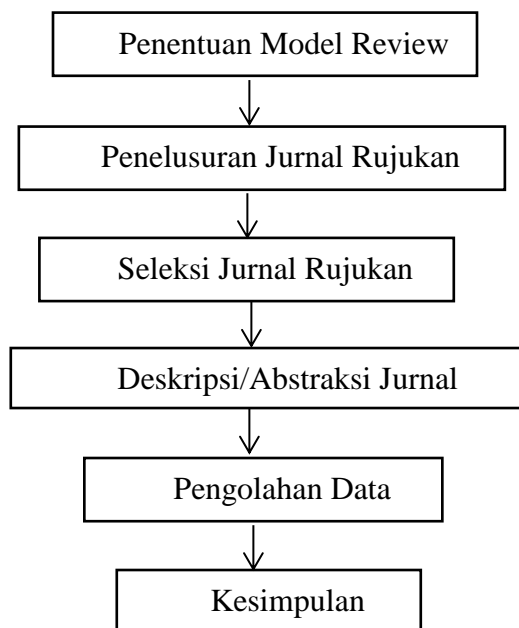 Penentuan Model Review
Penelusuran Jurnal Rujukan
Seleksi Jurnal Rujukan
Deskripsi/Abstraksi Jurnal
Pengolahan Data
Kesimpulan